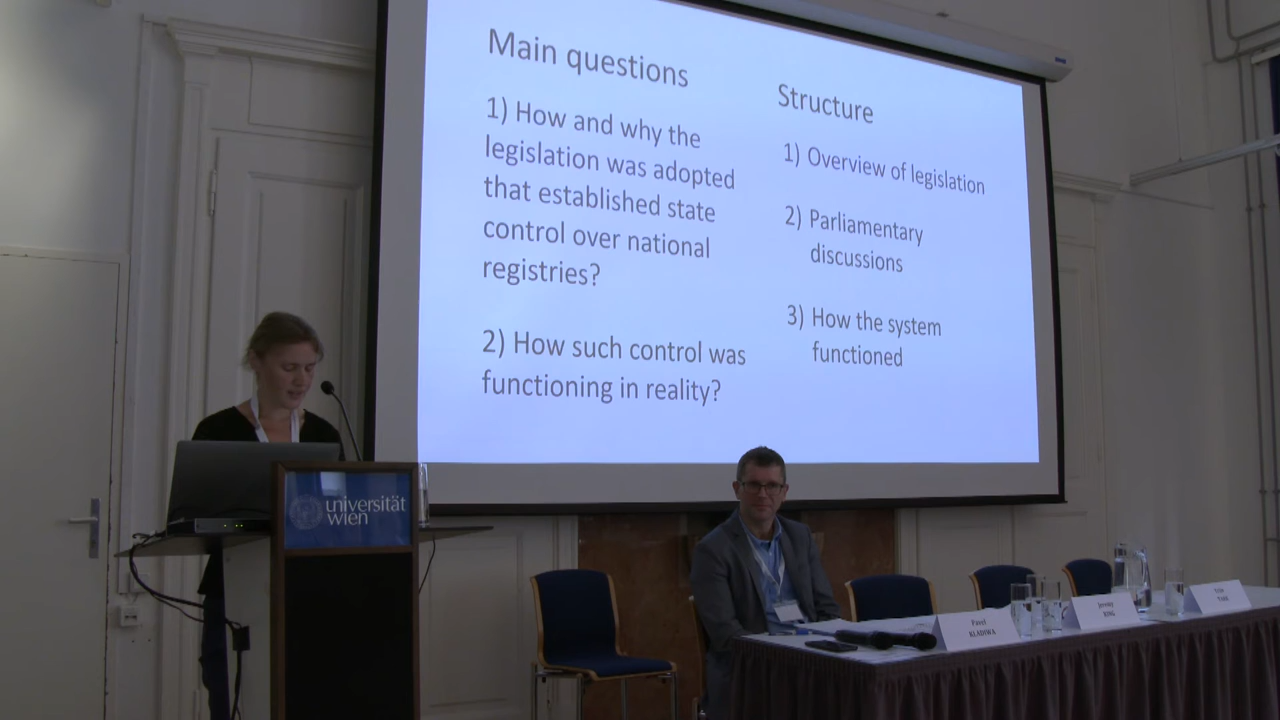 Main questions
1) How and why the
legislation was adopted
that established state
control over national
registries?
2) How such control was
functioning in reality?
Structure
1) Overview of legislation
2) Parliamentary
discussions
3) How the system
functioned
universität
wien
Pavel
KLADIWA
Jeremy
KING